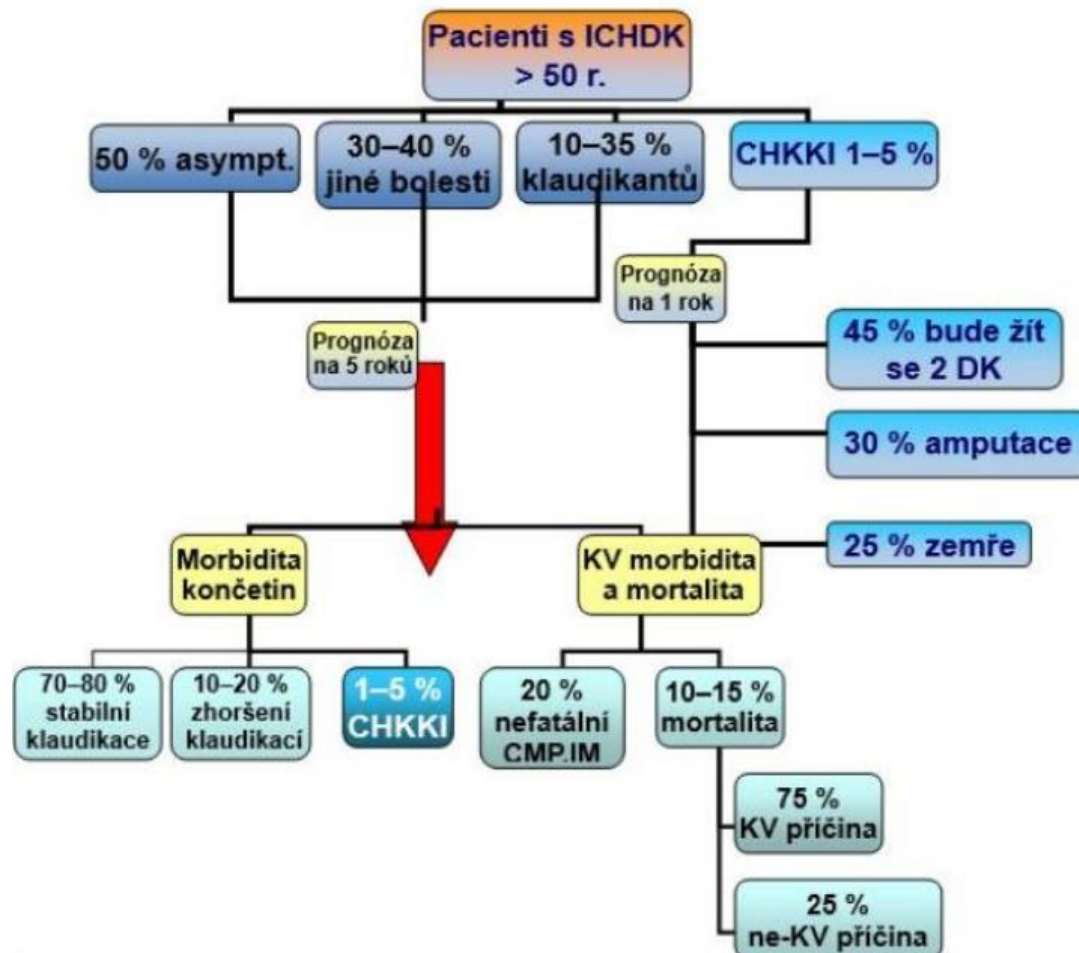 Pacienti s ICHDK
> 50 r.
50 % asympt.
30–40 %
jiné bolesti
10–35 %
klaudikantů
CHKKI 1–5 %
Prognóza
na 1 rok
45 % bude žít
se 2 DK
Prognóza
na 5 roků
30 % amputace
25 % zemře
Morbidita
končetin
KV morbidita
a mortalita
70–80 %
stabilní
klaudikace
10–20 %
zhoršení
klaudikací
1–5 %
CHKKI
20 %
nefatální
CMP.IM
10–15 %
mortalita
75 %
KV příčina
25 %
ne-KV příčina